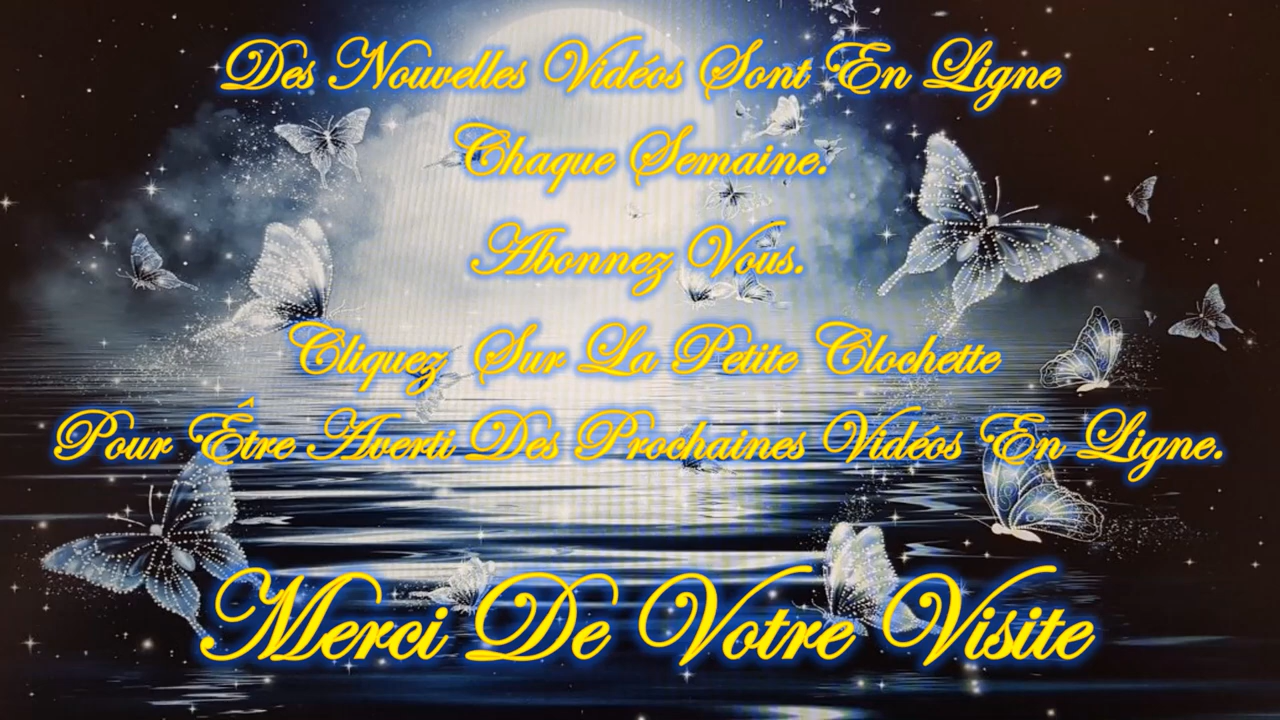 Des Nouvelles Vidéos Sont En Ligne
Chaque Semaine.
Abonnez Vous.
Cliquez Sur La Petite Clochette
Pour Être Averti Des Prochaines Vidéos En Ligne.
Merci De Votre Visite